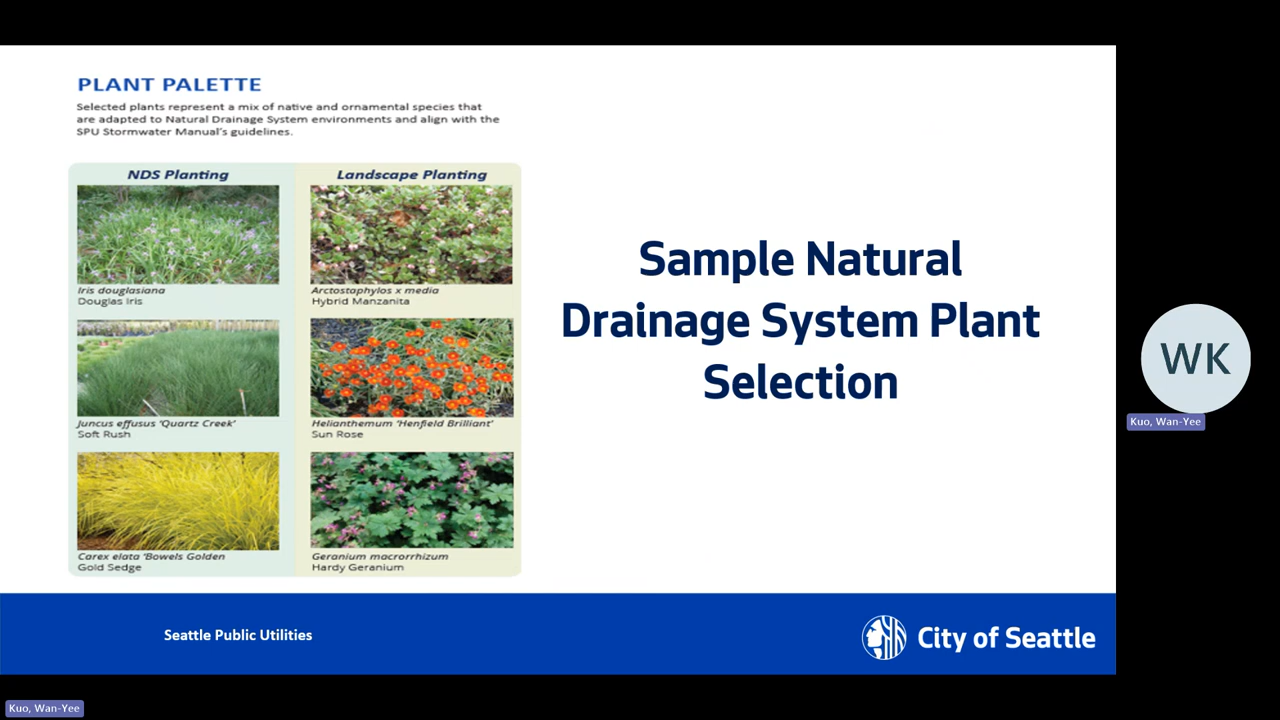 PLANT PALETTE
Selected plants represent a mix of native and ornamental species that
are adapted to Natural Drainage System environments and align with the
SPU Stormwater Manual's guidelines.
NDS Planting
Iris douglasiana
Douglas Iris
Juncus effusus 'Quartz Creek'
Soft Rush
Carex elata 'Bowels Golden
Gold Sedge
Landscape Planting
Arctostaphylos x media
Hybrid Manzanita
Helianthemum 'Henfield Brilliant'
Sun Rose
Geranium macrorrhizum
Hardy Geranium
Sample Natural
Drainage System Plant
Selection
Seattle Public Utilities
City of Seattle
WK
Kuo, Wan-Yee
Kuo, Wan-Yee